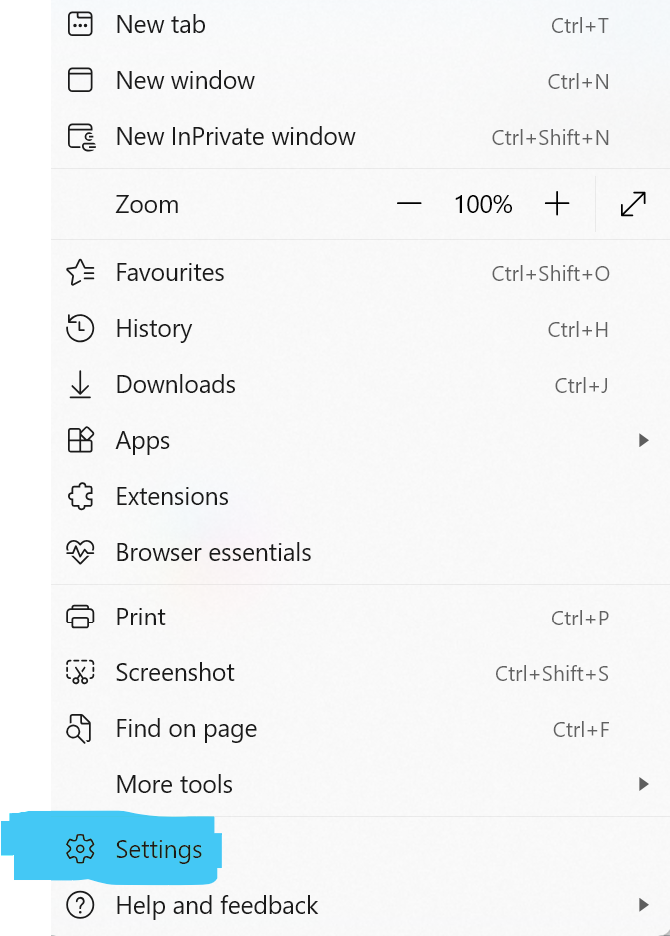 New tab Ctrl+T
New window Ctrl+N
New InPrivate window Ctrl+Shift+N
Zoom — 100% +
Favourites Ctrl+Shift+O
History Ctrl+H
Downloads Ctrl+J
Apps
Extensions
Browser essentials
Print Ctrl+P
Screenshot Ctrl+Shift+S
Find on page Ctrl+F
More tools
Settings
Help and feedback